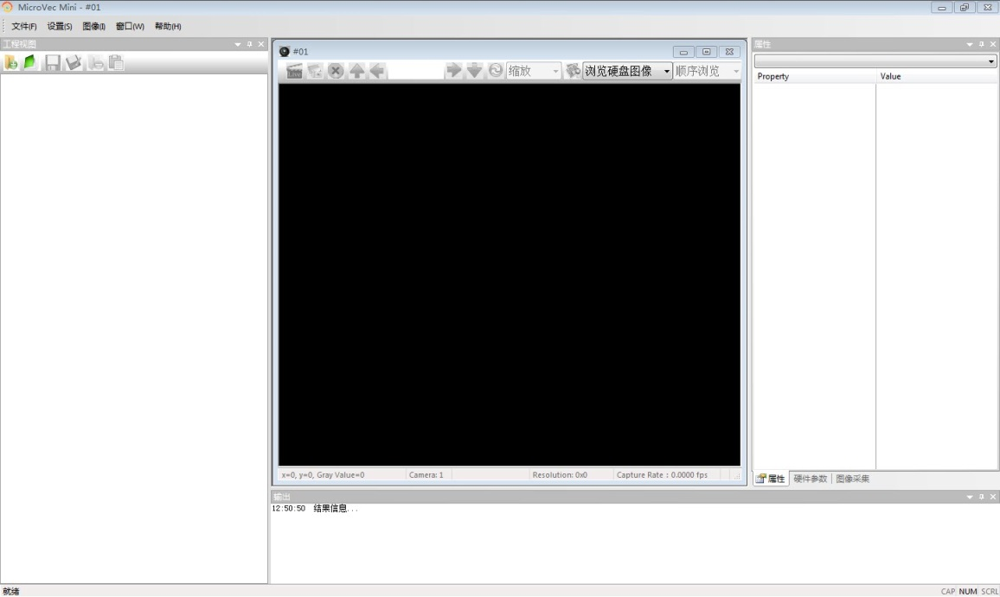 MicroVec Mini - #01
文件(F) 设置(S) 图像(I) 窗口(W) 帮助(H)
工程视图
#01
Live 缩放 浏览硬盘图像 顺序浏览
x=0, y=0, Gray Value=0 Camera: 1 Resolution: 0x0 Capture Rate : 0.0000 fps
属性
Property Value
属性 硬件参数 图像采集
输出
12:50:50 结果信息...
就绪 CAP NUM SCRL